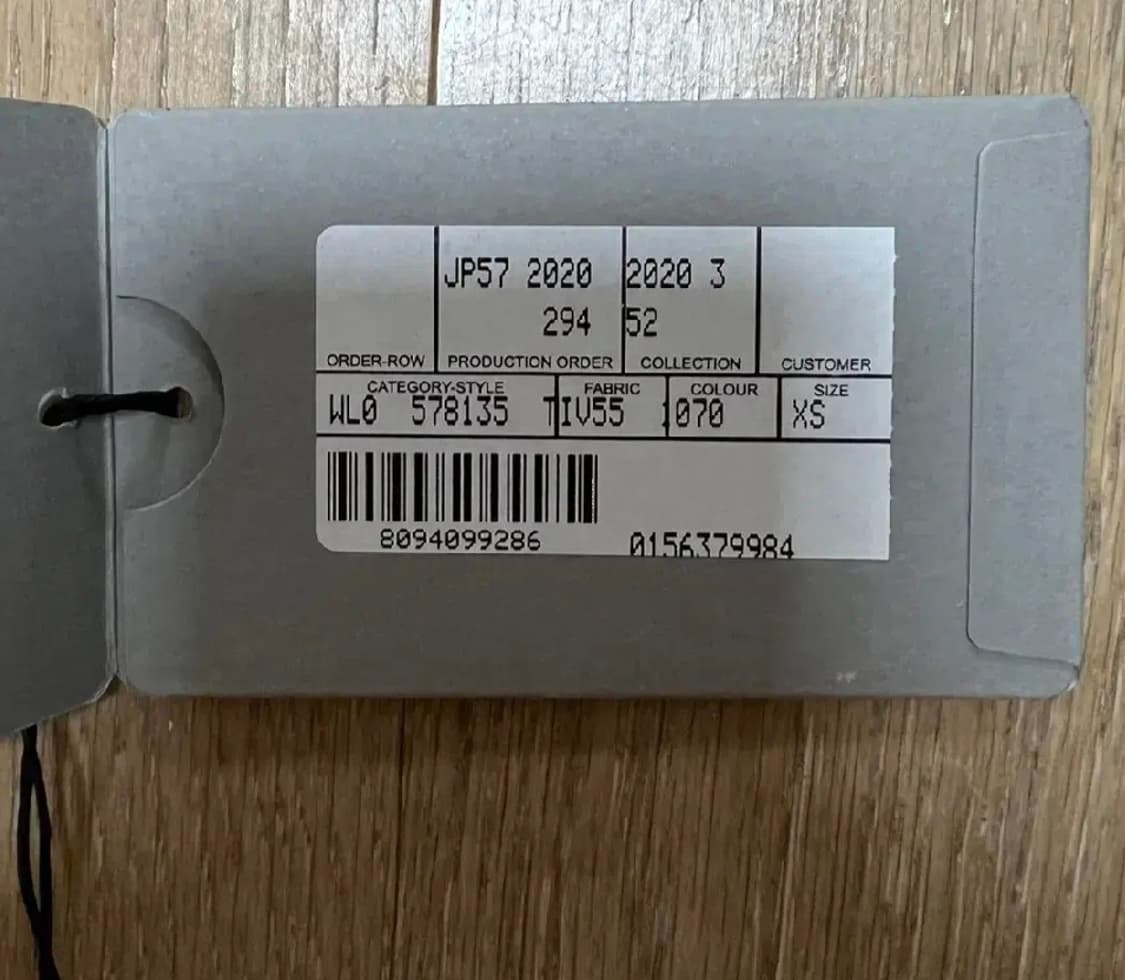 JP57 2020 2020 3
294 52
ORDER-ROW PRODUCTION ORDER COLLECTION CUSTOMER
CATEGORY-STYLE FABRIC COLOUR SIZE
WL0 578135 TIV55 1070 XS
8094099286 0156379984